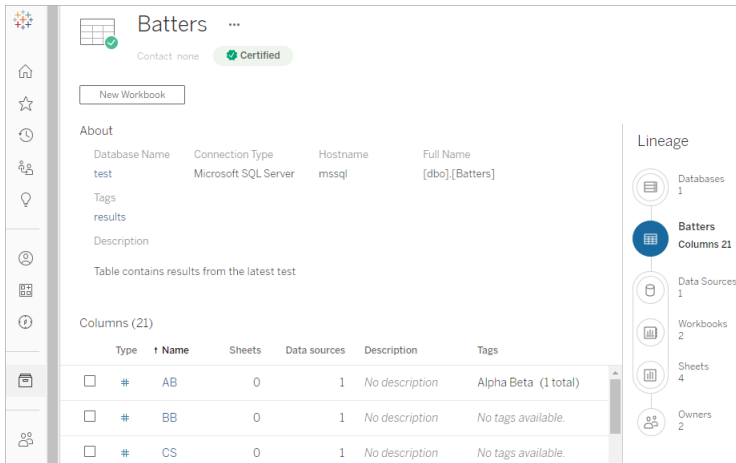 Batters ...
Contact none Certified
New Workbook
About
Database Name Connection Type Hostname Full Name
test Microsoft SQL Server mssql [dbo].[Batters]
Tags
results
Description
Table contains results from the latest test
Columns (21)
Type ↑ Name Sheets Data sources Description Tags
# AB 0 1 No description Alpha Beta (1 total)
# BB 0 1 No description No tags available.
# CS 0 1 No description No tags available.
Lineage
Databases
1
Batters
Columns 21
Data Sources
1
Workbooks
2
Sheets
4
Owners
2